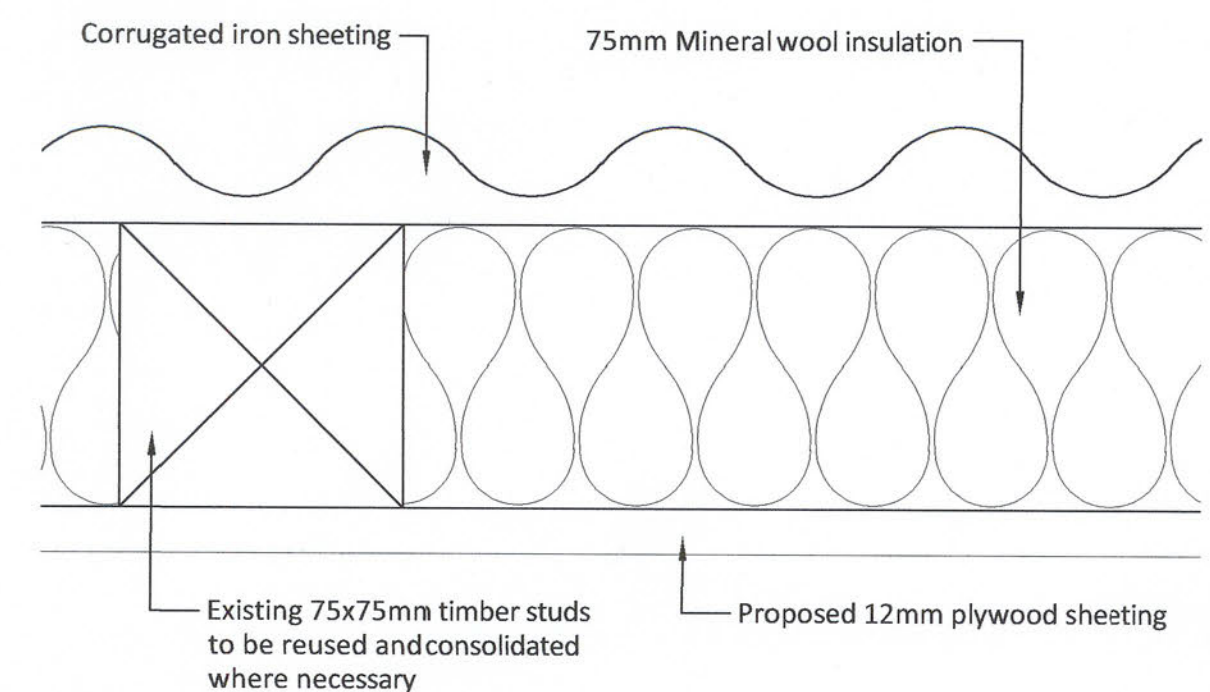 Corrugated iron sheeting
75mm Mineral wool insulation
Existing 75x75mm timber studs
to be reused and consolidated
where necessary
Proposed 12mm plywood sheeting